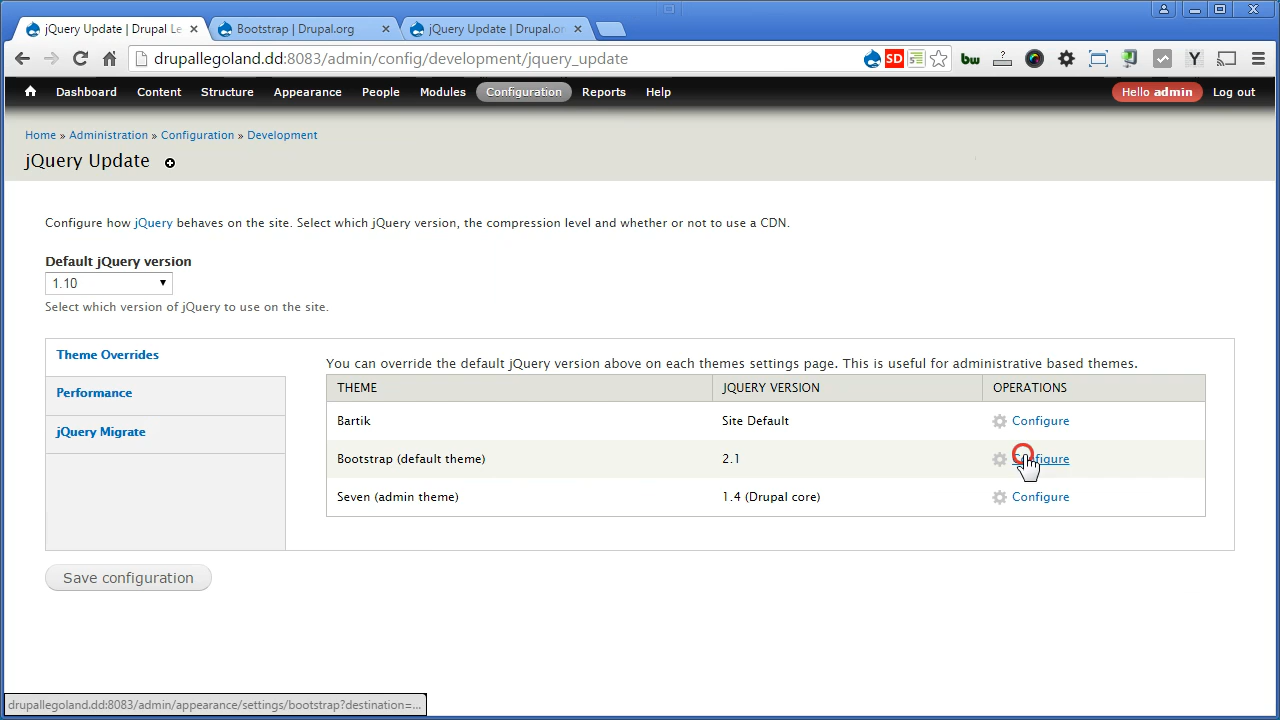 jQuery Update | Drupal Le
Bootstrap | Drupal.org
jQuery Update | Drupal.or
drupallegoland.dd:8083/admin/config/development/jquery_update
SD
bw
Y
Dashboard
Content
Structure
Appearance
People
Modules
Configuration
Reports
Help
Hello admin
Log out
Home » Administration » Configuration » Development
jQuery Update
Configure how jQuery behaves on the site. Select which jQuery version, the compression level and whether or not to use a CDN.
Default jQuery version
1.10
Select which version of jQuery to use on the site.
Theme Overrides
Performance
jQuery Migrate
You can override the default jQuery version above on each themes settings page. This is useful for administrative based themes.
THEME JQUERY VERSION OPERATIONS
Bartik Site Default Configure
Bootstrap (default theme) 2.1 Configure
Seven (admin theme) 1.4 (Drupal core) Configure
Save configuration
drupallegoland.dd:8083/admin/appearance/settings/bootstrap?destination=...